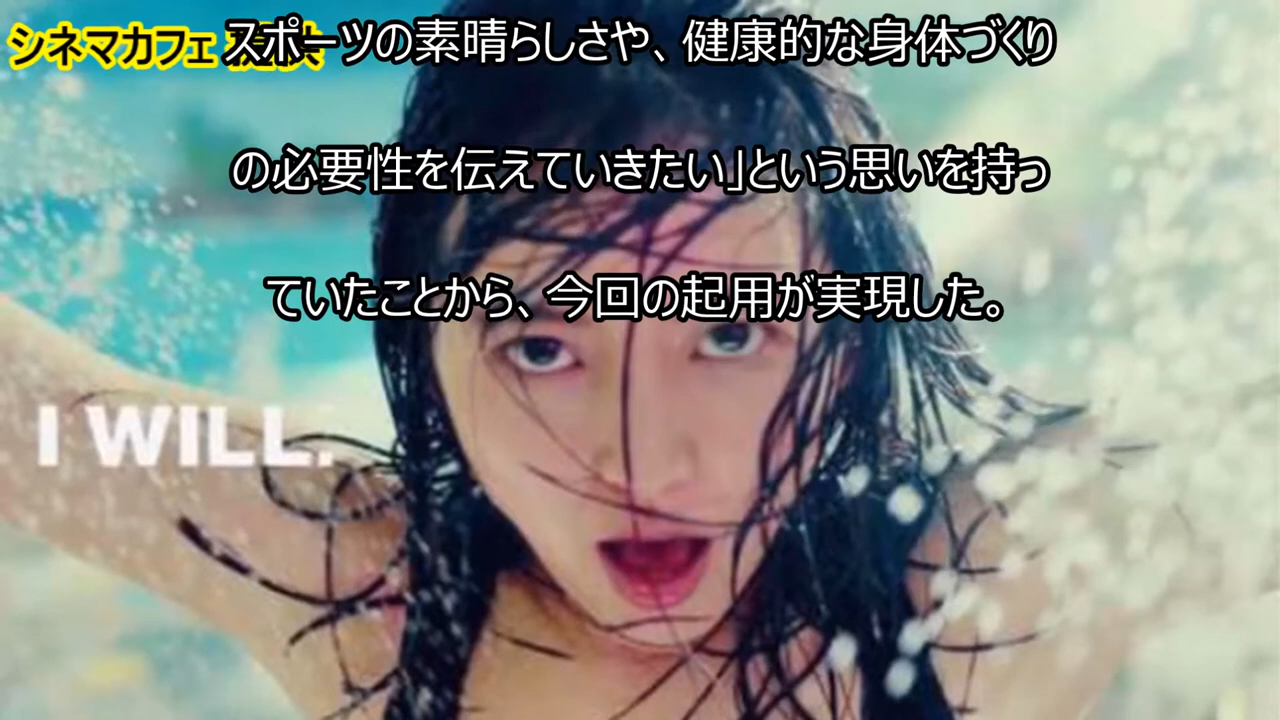 シネマカフェ
スポーツの素晴らしさや、健康的な身体づくり
の必要性を伝えていきたい」という思いを持っ
ていたことから、今回の起用が実現した。
I WILL.